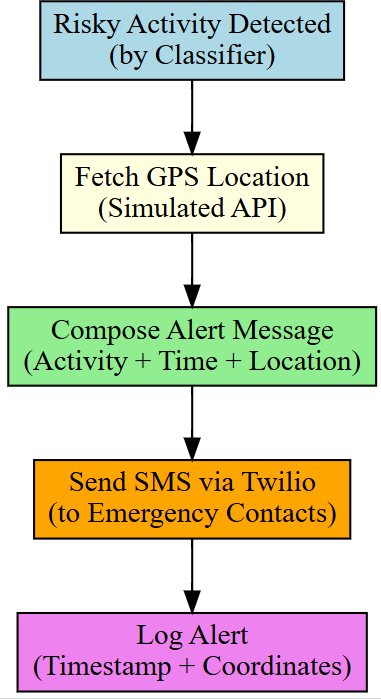 Risky Activity Detected
(by Classifier)
Fetch GPS Location
(Simulated API)
Compose Alert Message
(Activity + Time + Location)
Send SMS via Twilio
(to Emergency Contacts)
Log Alert
(Timestamp + Coordinates)